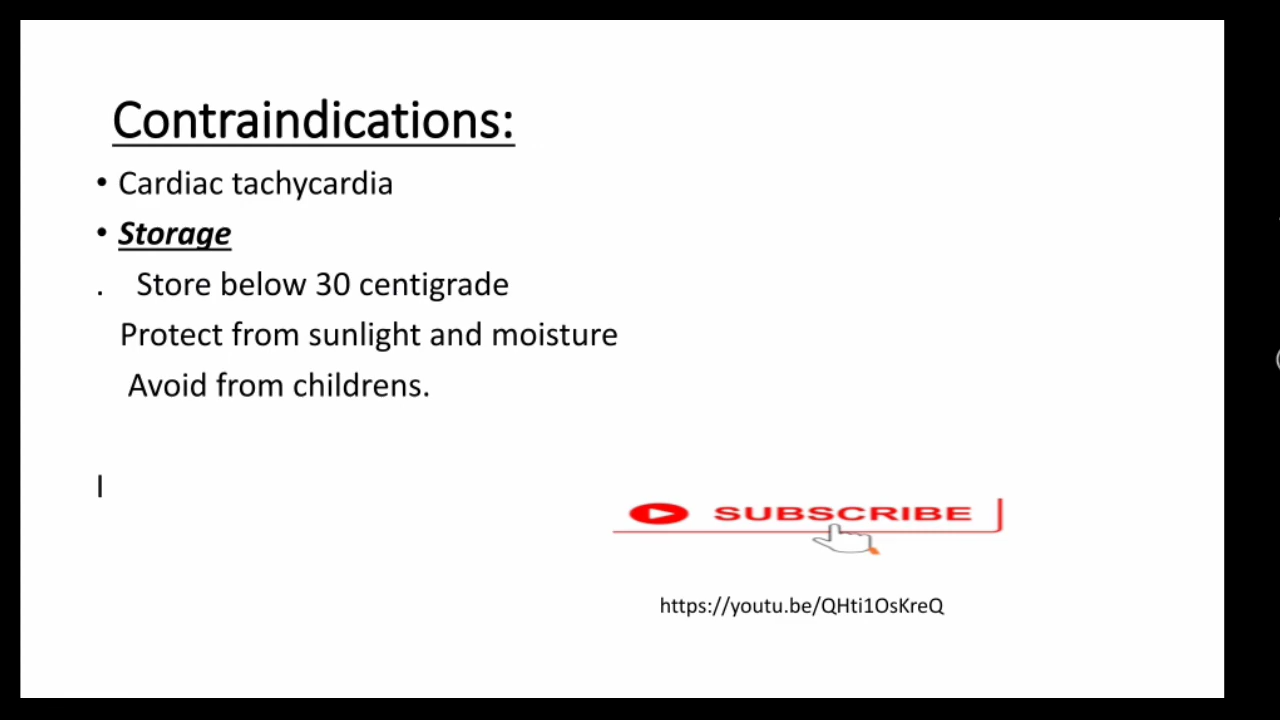 Contraindications:
• Cardiac tachycardia
• Storage
. Store below 30 centigrade
Protect from sunlight and moisture
Avoid from childrens.
SUBSCRIBE
https://youtu.be/QHti1OsKreQ